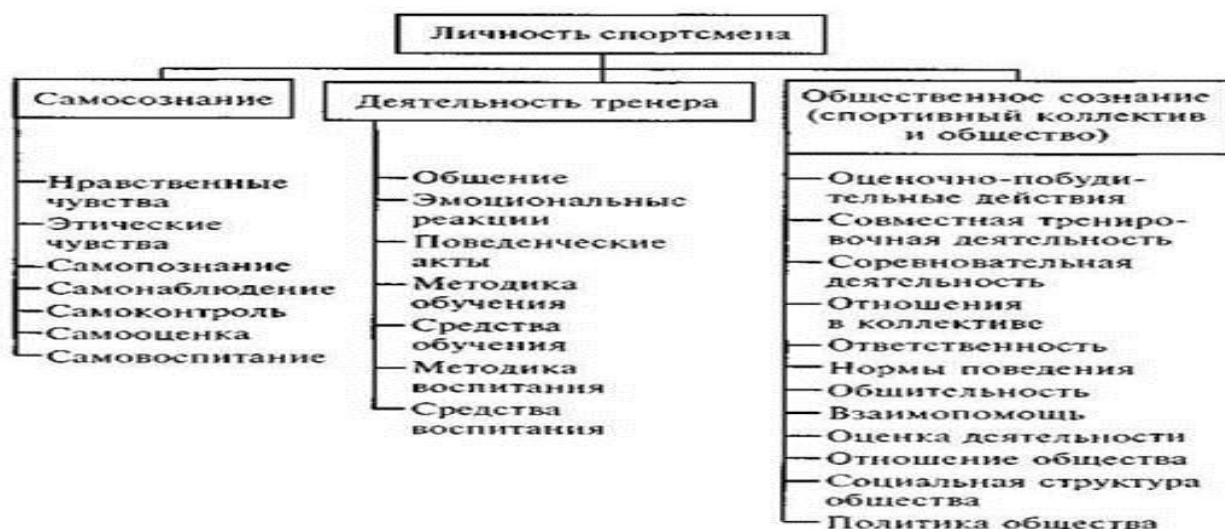 Личность спортсмена
Самосознание
Нравственные
чувства
Этические
чувства
Самопознание
Самонаблюдение
Самоконтроль
Самооценка
Самовоспитание
Деятельность тренера
Общение
Эмоциональные
реакции
Поведенческие
акты
Методика
обучения
Средства
обучения
Методика
воспитания
Средства
воспитания
Общественное сознание
(спортивный коллектив
и общество)
Оценочно-побуди-
тельные действия
Совместная трениро-
вочная деятельность
Соревновательная
деятельность
Отношения
в коллективе
Ответственность
Нормы поведения
Общительность
Взаимопомощь
Оценка деятельности
Отношение общества
Социальная структура
общества
Политика общества